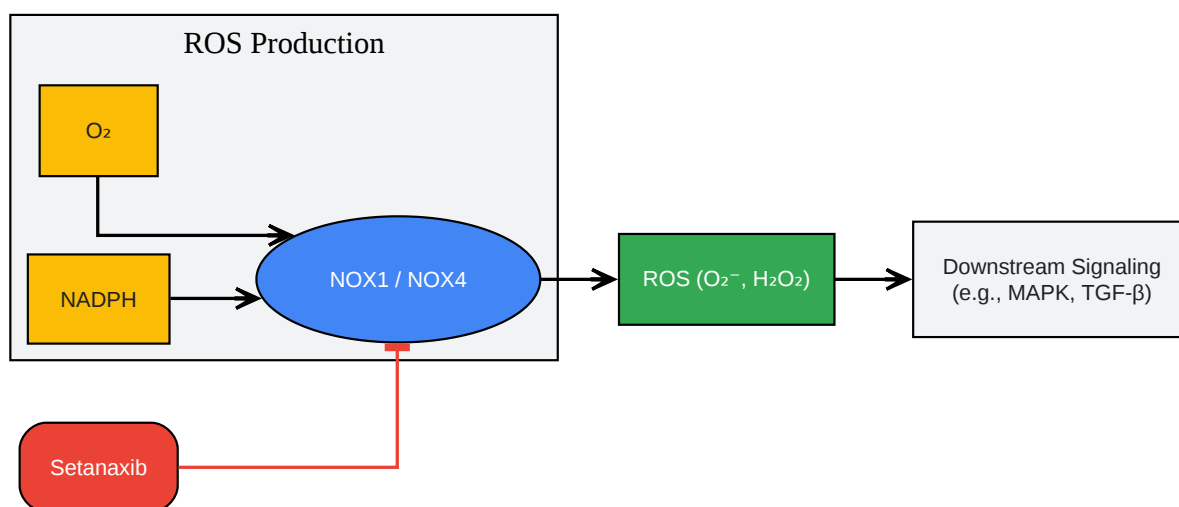 ROS Production
O₂
NADPH
NOX1 / NOX4
ROS (O₂⁻, H₂O₂)
Downstream Signaling
(e.g., MAPK, TGF-β)
Setanaxib